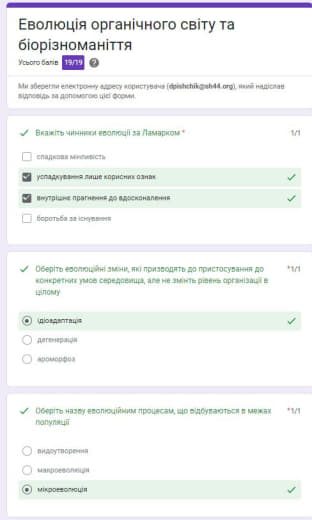 Еволюція органічного світу та
біорізноманіття
Усього балів 19/19 ?
Ми зберегли електронну адресу користувача (dpishchik@sh44.org), який надіслав
відповідь за допомогою цієї форми.
Вкажіть чинники еволюції за Ламарком * 1/1
спадкова мінливість
успадкування лише корисних ознак
внутрішнє прагнення до вдосконалення
боротьба за існування
Оберіть еволюційні зміни, які призводять до пристосування до *1/1
конкретних умов середовища, але не змінть рівень організації в
цілому
ідіоадаптація
дегенерація
ароморфоз
Оберіть назву еволюційним процесам, що відбуваються в межах *1/1
популяції
видоутворення
макроеволюція
мікроеволюція